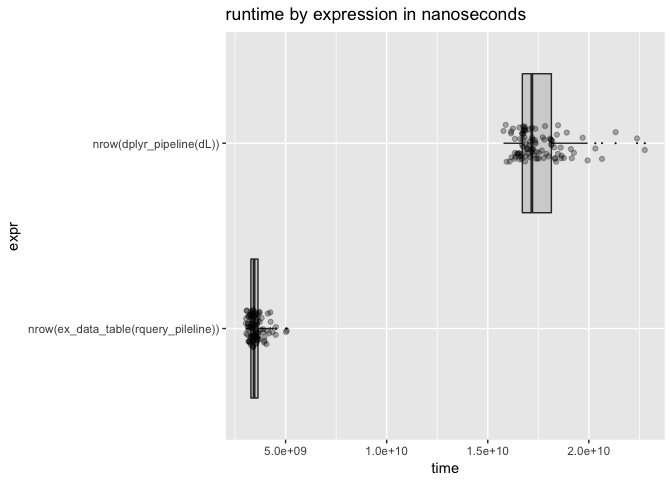 runtime by expression in nanoseconds
nrow(dplyr_pipeline(dL))
expr
nrow(ex_data_table(rquery_pileline))
5.0e+09 1.0e+10 1.5e+10 2.0e+10
time